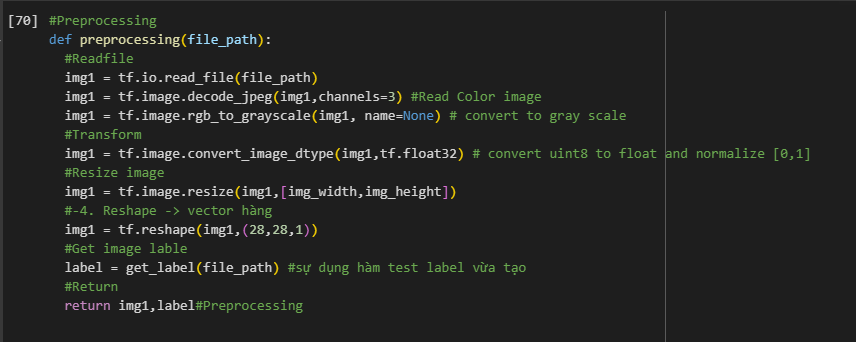 [70] #Preprocessing
def preprocessing(file_path):
#Readfile
img1 = tf.io.read_file(file_path)
img1 = tf.image.decode_jpeg(img1,channels=3) #Read Color image
img1 = tf.image.rgb_to_grayscale(img1, name=None) # convert to gray scale
#Transform
img1 = tf.image.convert_image_dtype(img1,tf.float32) # convert uint8 to float and normalize [0,1]
#Resize image
img1 = tf.image.resize(img1,[img_width,img_height])
#-4. Reshape -> vector hàng
img1 = tf.reshape(img1,(28,28,1))
#Get image lable
label = get_label(file_path) #sự dụng hàm test label vừa tạo
#Return
return img1,label#Preprocessing